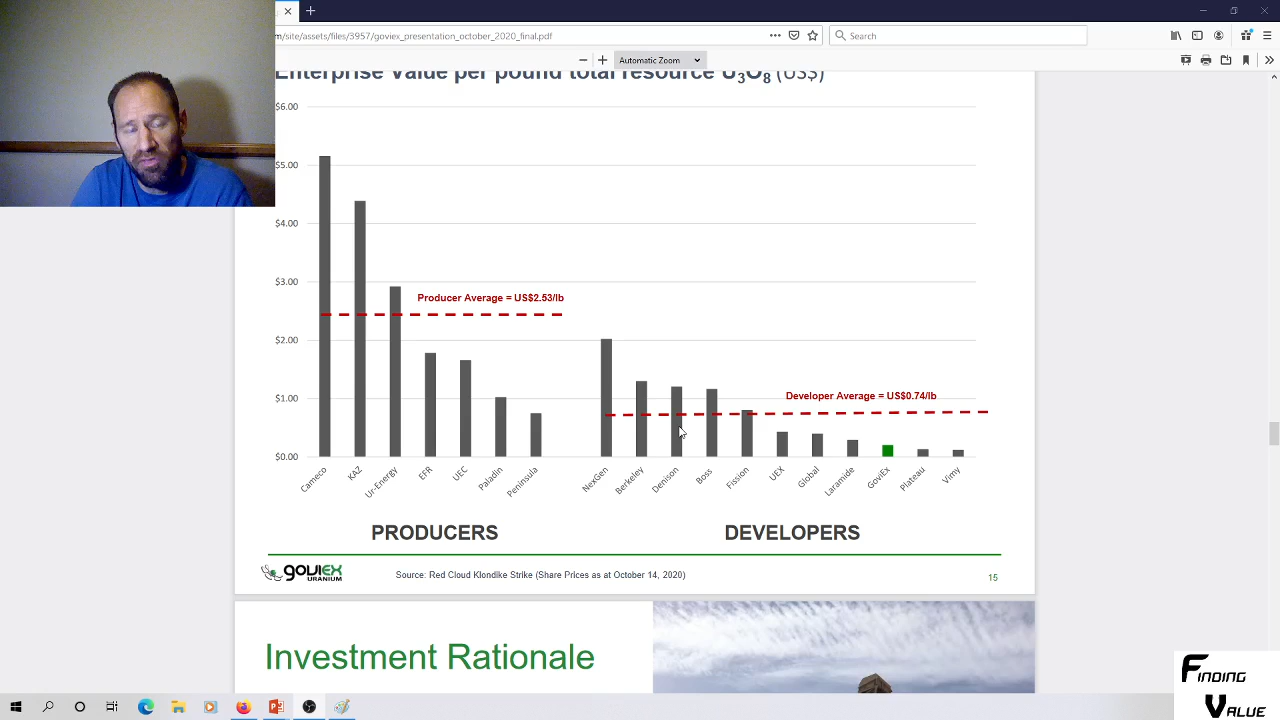 m/site/assets/files/3957/goviex_presentation_october_2020_final.pdf
Search
Automatic Zoom
Enterprise Value per pound total resource U₃O₈ (US$)
$6.00
$5.00
$4.00
$3.00
$2.00
$1.00
$0.00
Producer Average = US$2.53/lb
Developer Average = US$0.74/lb
Cameco
KAZ
Ur-Energy
EFR
UEC
Paladin
Peninsula
NexGen
Berkeley
Denison
Boss
Fission
UEX
Global
Laramide
GoviEx
Plateau
Vimy
PRODUCERS
DEVELOPERS
GOVIEX
URANIUM
Source: Red Cloud Klondike Strike (Share Prices as at October 14, 2020)
15
Investment Rationale
FINDING
VALUE